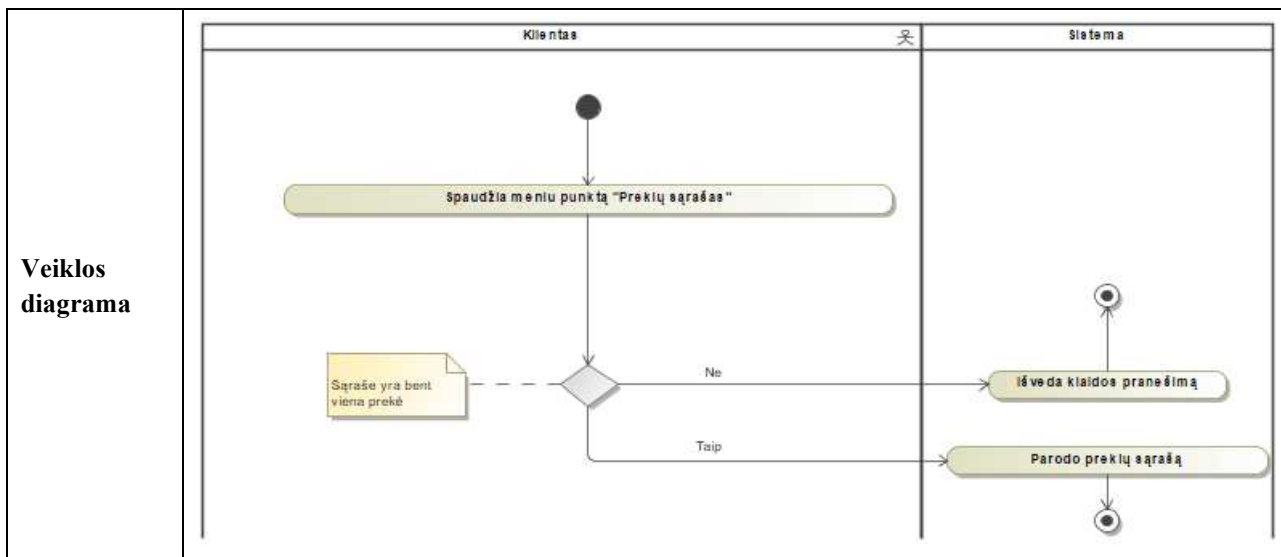 Veiklos
diagrama
Klientas
Sistema
Spaudžia meniu punktą "Prekių sąrašas"
Sąraše yra bent
viena prekė
Ne
Išveda klaidos pranešimą
Taip
Parodo prekių sąrašą